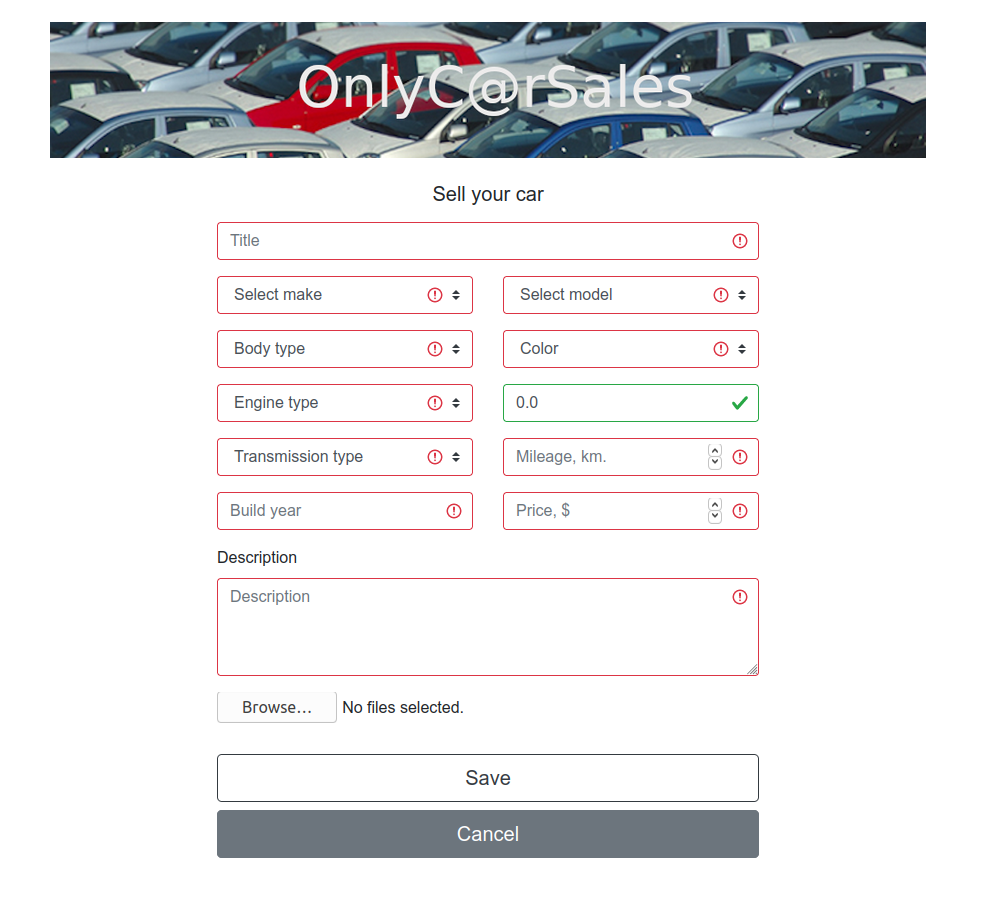 OnlyC@rSales
Sell your car
Title
Select make
Select model
Body type
Color
Engine type
0.0
Transmission type
Mileage, km.
Build year
Price, $
Description
Description
Browse...
No files selected.
Save
Cancel